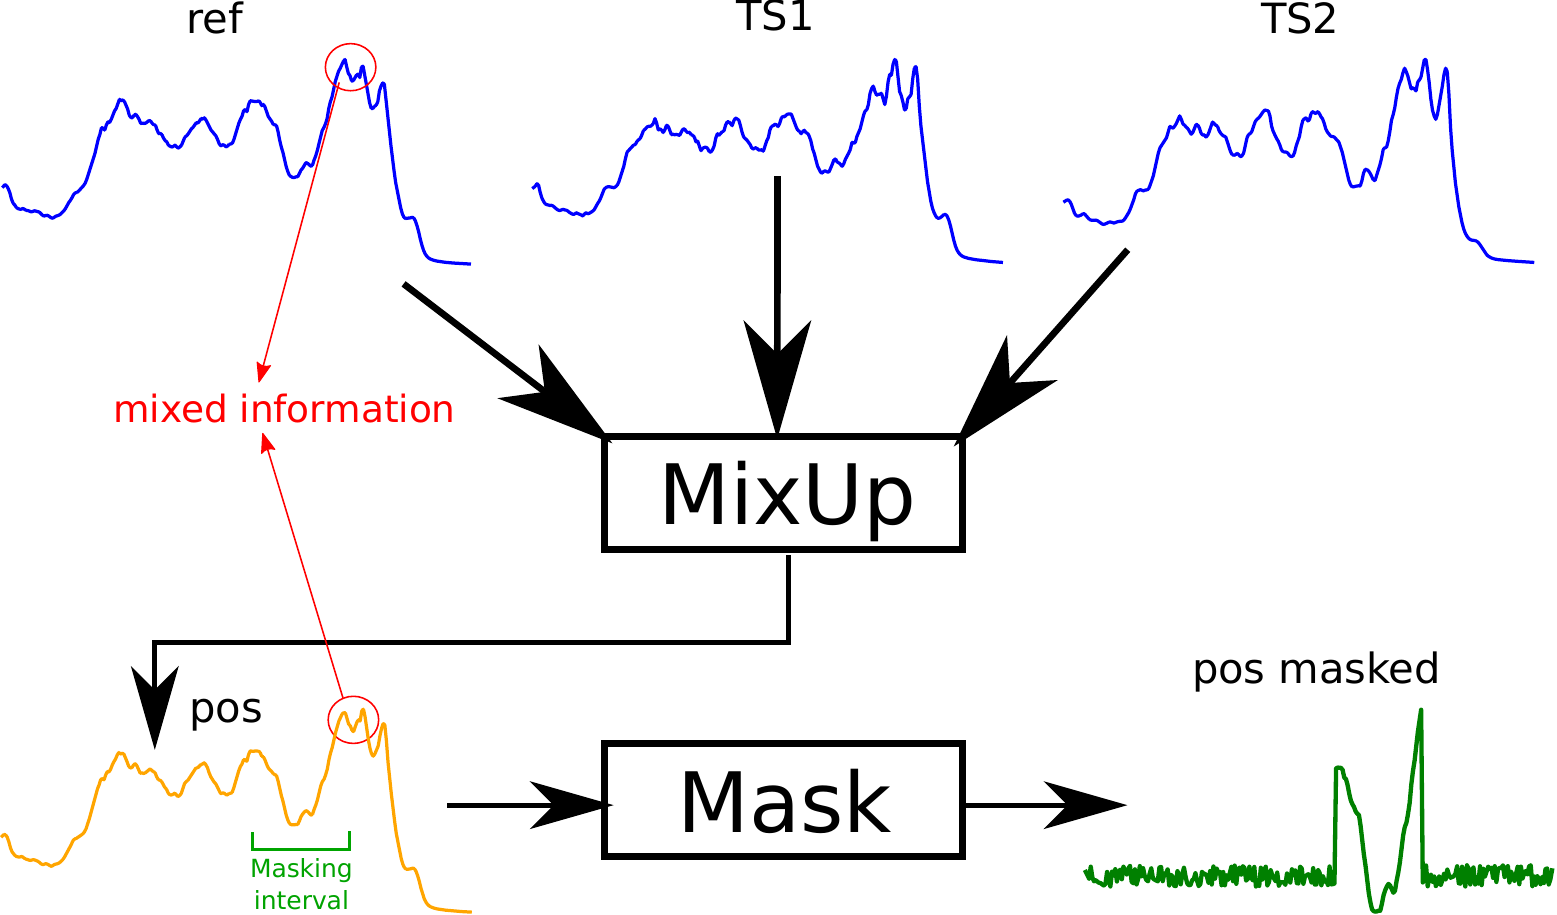 ref
TS1
TS2
mixed information
MixUp
pos masked
pos
Mask
Masking
interval